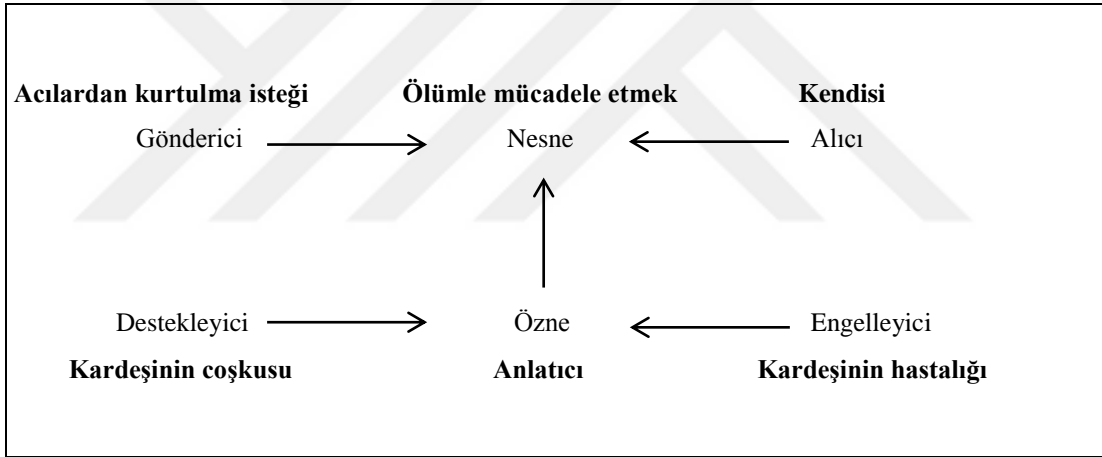 Acılardan kurtulma isteği Ölümle mücadele etmek Kendisi
Gönderici Nesne Alıcı
Destekleyici Özne Engelleyici
Kardeşinin coşkusu Anlatıcı Kardeşinin hastalığı